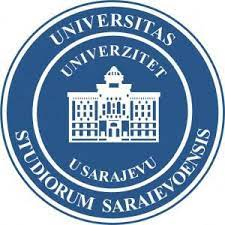 UNIVERSITAS
STUDIORUM SARAIEVOENSIS
UNIVERZITET
U SARAJEVU